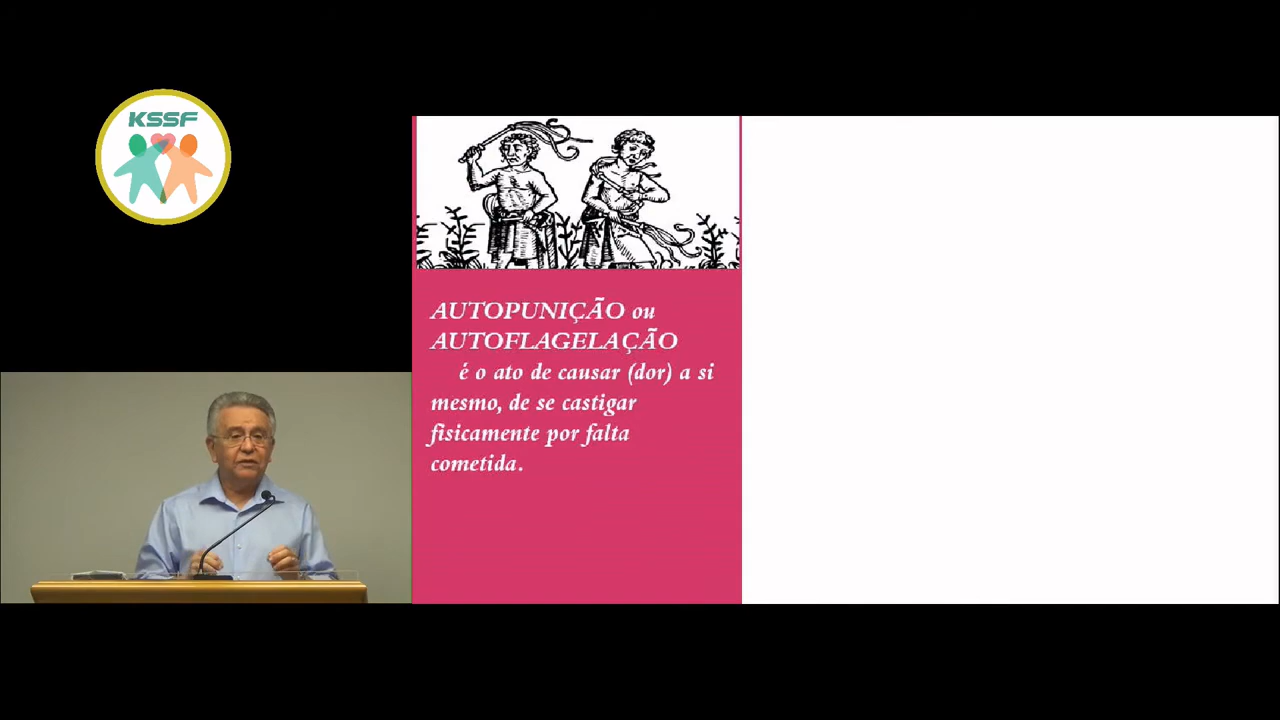 KSSF
AUTOPUNIÇÃO ou
AUTOFLAGELAÇÃO
é o ato de causar (dor) a si
mesmo, de se castigar
fisicamente por falta
cometida.